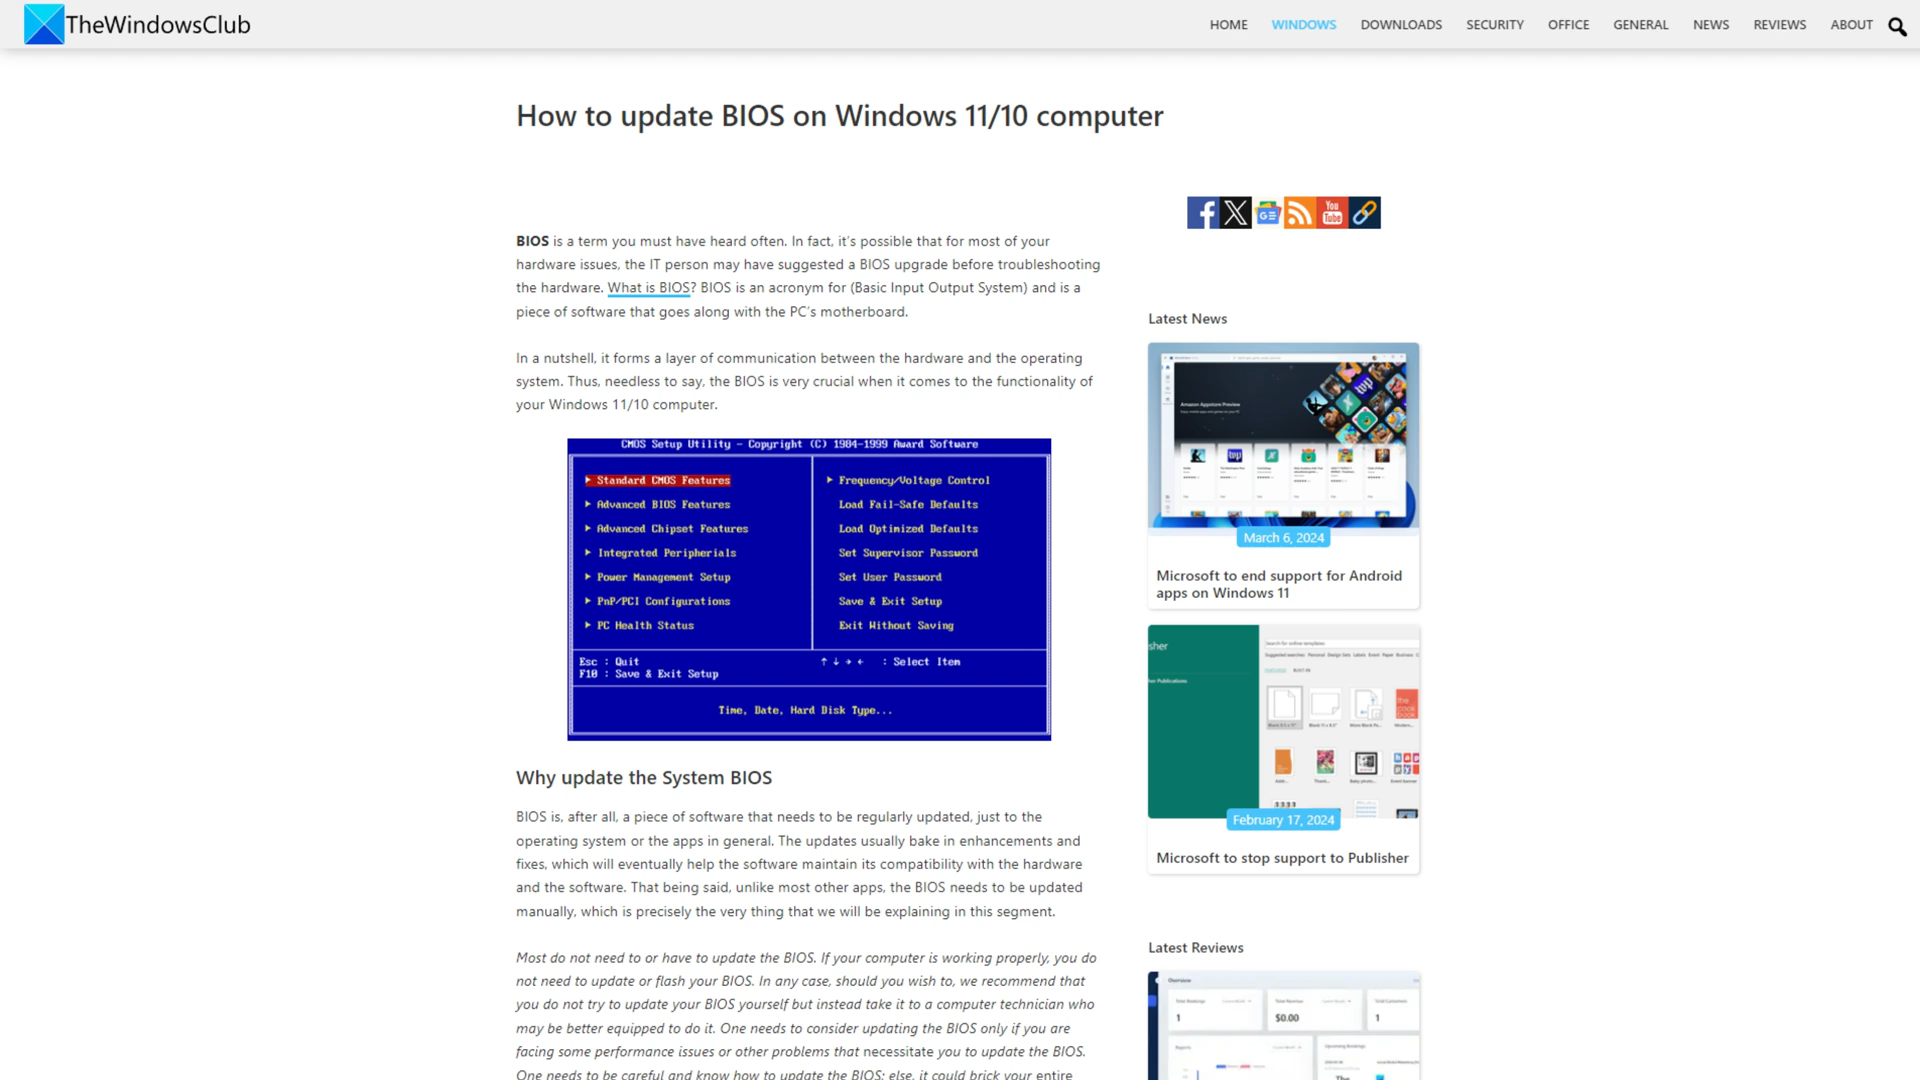 TheWindowsClub
HOME WINDOWS DOWNLOADS SECURITY OFFICE GENERAL NEWS REVIEWS ABOUT
How to update BIOS on Windows 11/10 computer
BIOS is a term you must have heard often. In fact, it's possible that for most of your
hardware issues, the IT person may have suggested a BIOS upgrade before troubleshooting
the hardware. What is BIOS? BIOS is an acronym for (Basic Input Output System) and is a
piece of software that goes along with the PC's motherboard.
In a nutshell, it forms a layer of communication between the hardware and the operating
system. Thus, needless to say, the BIOS is very crucial when it comes to the functionality of
your Windows 11/10 computer.
CMOS Setup Utility - Copyright (C) 1984-1999 Award Software
Standard CMOS Features
Advanced BIOS Features
Advanced Chipset Features
Integrated Peripherials
Power Management Setup
PnP/PCI Configurations
PC Health Status
Frequency/Voltage Control
Load Fail-Safe Defaults
Load Optimized Defaults
Set Supervisor Password
Set User Password
Save & Exit Setup
Exit Without Saving
Esc : Quit
F10 : Save & Exit Setup
↑ ↓ → ← : Select Item
Time, Date, Hard Disk Type...
Why update the System BIOS
BIOS is, after all, a piece of software that needs to be regularly updated, just to the
operating system or the apps in general. The updates usually bake in enhancements and
fixes, which will eventually help the software maintain its compatibility with the hardware
and the software. That being said, unlike most other apps, the BIOS needs to be updated
manually, which is precisely the very thing that we will be explaining in this segment.
Most do not need to or have to update the BIOS. If your computer is working properly, you do
not need to update or flash your BIOS. In any case, should you wish to, we recommend that
you do not try to update your BIOS yourself but instead take it to a computer technician who
may be better equipped to do it. One needs to consider updating the BIOS only if you are
facing some performance issues or other problems that necessitate you to update the BIOS.
One needs to be careful and know how to update the BIOS; else, it could brick your entire
You Tube
Latest News
Amazon Appstore Preview
March 6, 2024
Microsoft to end support for Android
apps on Windows 11
sher
her Publications
Search for online templates
February 17, 2024
Microsoft to stop support to Publisher
Latest Reviews
Overview
1
$0.00
1
Reports
The